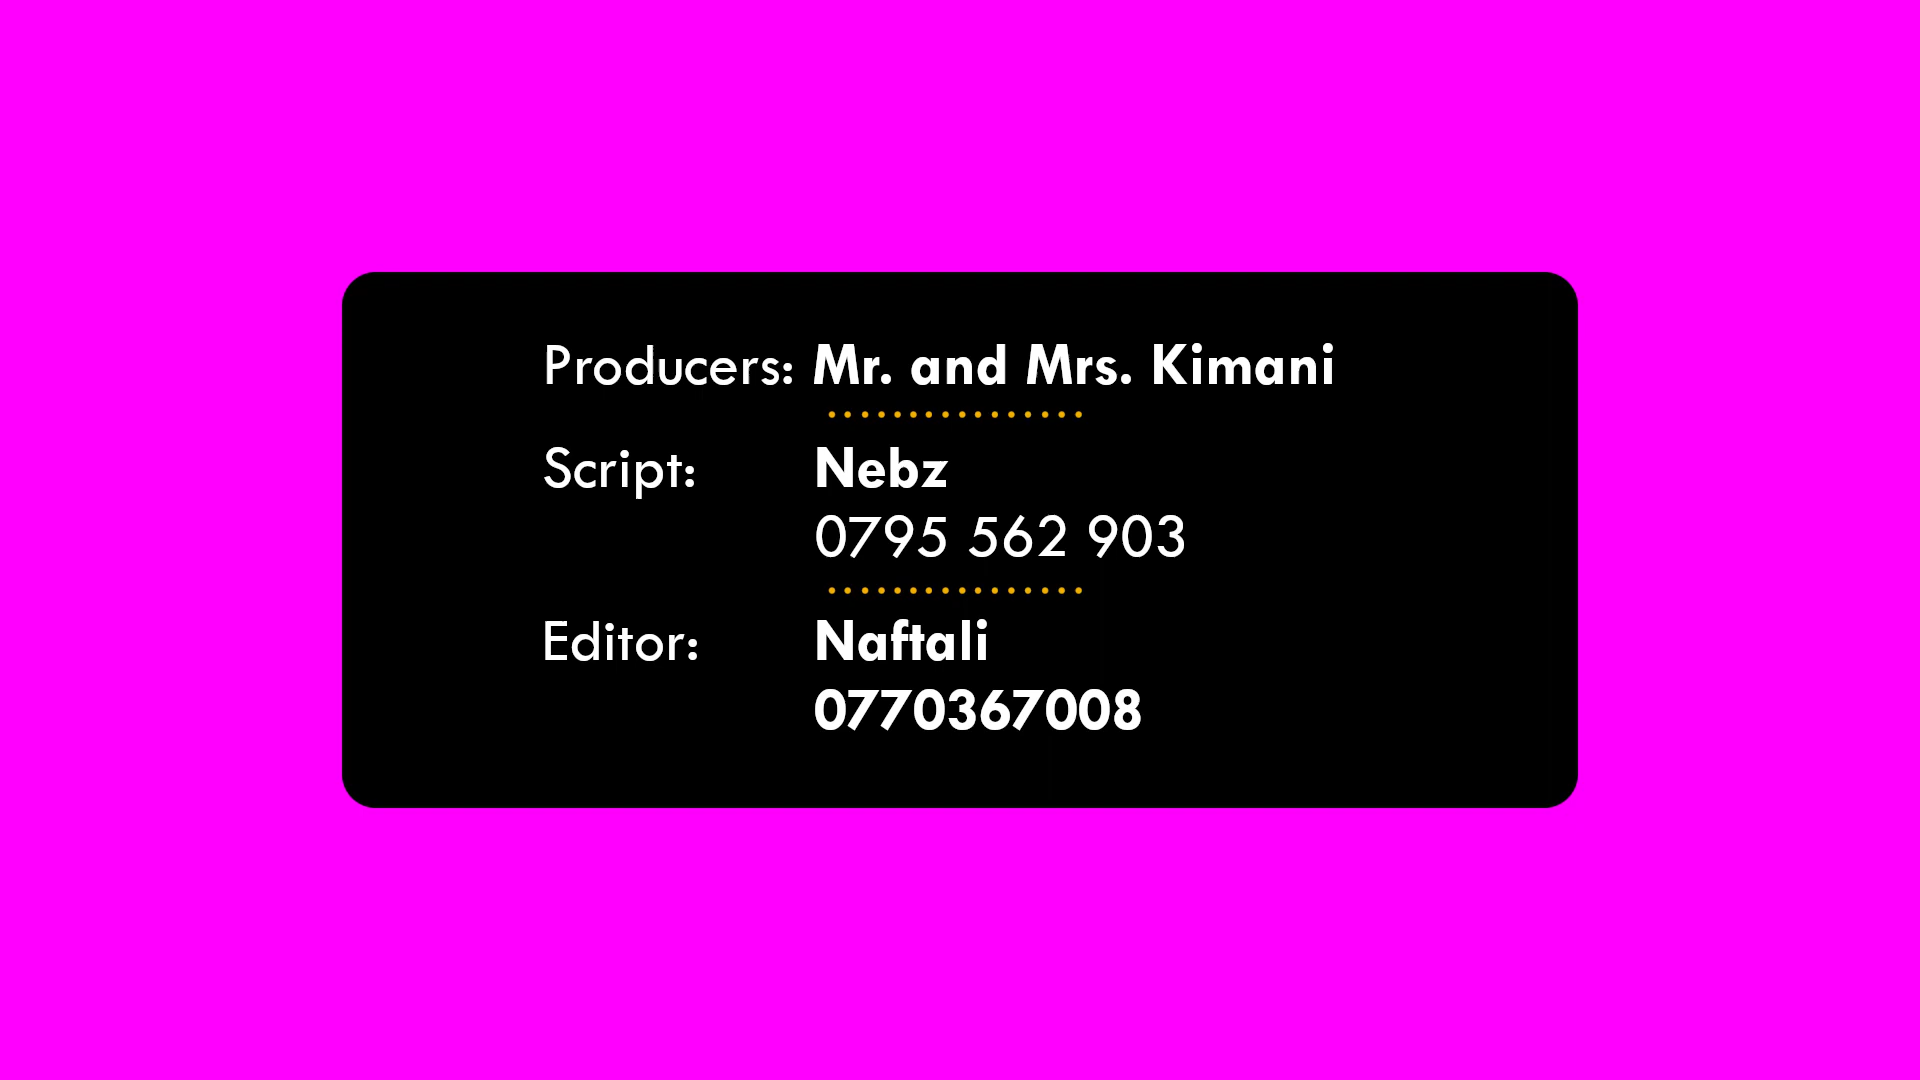 Producers: Mr. and Mrs. Kimani
Script: Nebz
0795 562 903
Editor: Naftali
0770367008